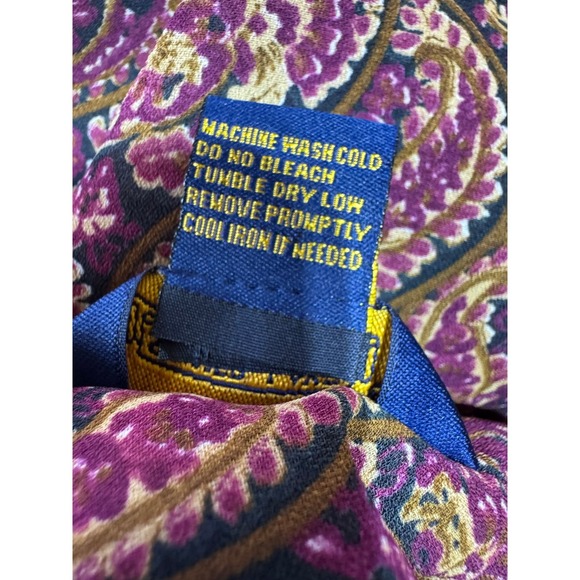 MACHINE WASH COLD
DO NO BLEACH
TUMBLE DRY LOW
REMOVE PROMPTLY
COOL IRON IF NEEDED